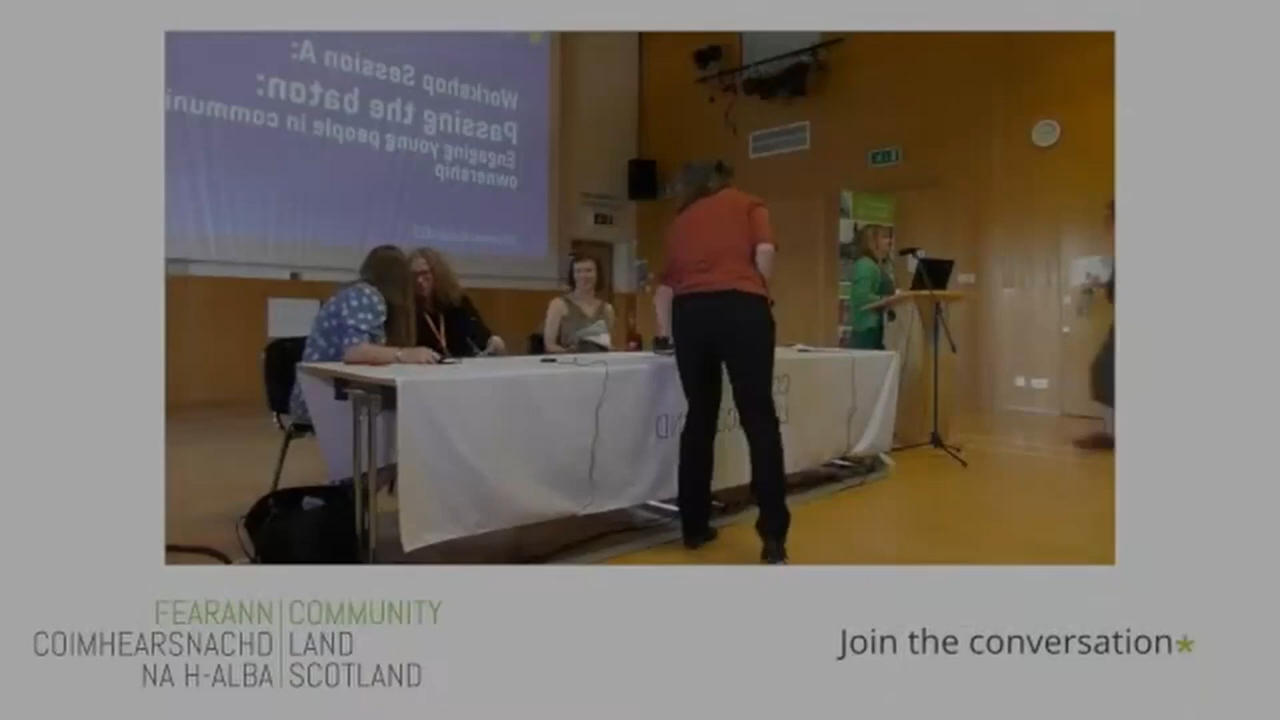 Workshop Session A:
Passing the baton:
Engaging young people in communi
ownership
FEARANN COMMUNITY
COIMHEARSNACHD LAND
NA H-ALBA SCOTLAND
Join the conversation*